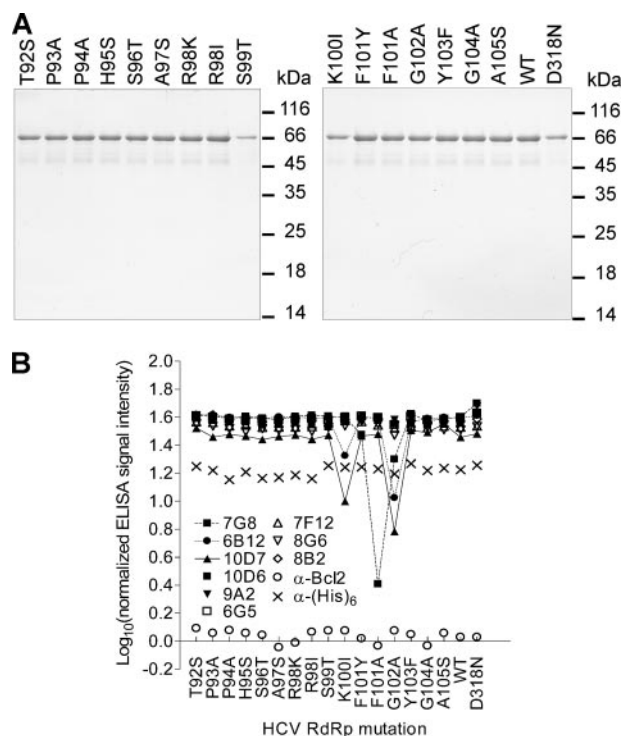 A
T92S P93A P94A H95S S96T A97S R98K R98I S99T
kDa
116
66
45
35
25
18
14
K100I F101Y F101A G102A Y103F G104A A105S WT D318N
kDa
116
66
45
35
25
18
14
B
Log10(normalized ELISA signal intensity)
2.0
1.8
1.6
1.4
1.2
1.0
0.8
0.6
0.4
0.2
0.0
-0.2
7G8
6B12
10D7
10D6
9A2
6G5
7F12
8G6
8B2
α-Bcl2
α-(His)6
T92S P93A P94A H95S S96T A97S R98K R98I S99T K100I F101Y F101A G102A Y103F G104A A105S WT D318N
HCV RdRp mutation